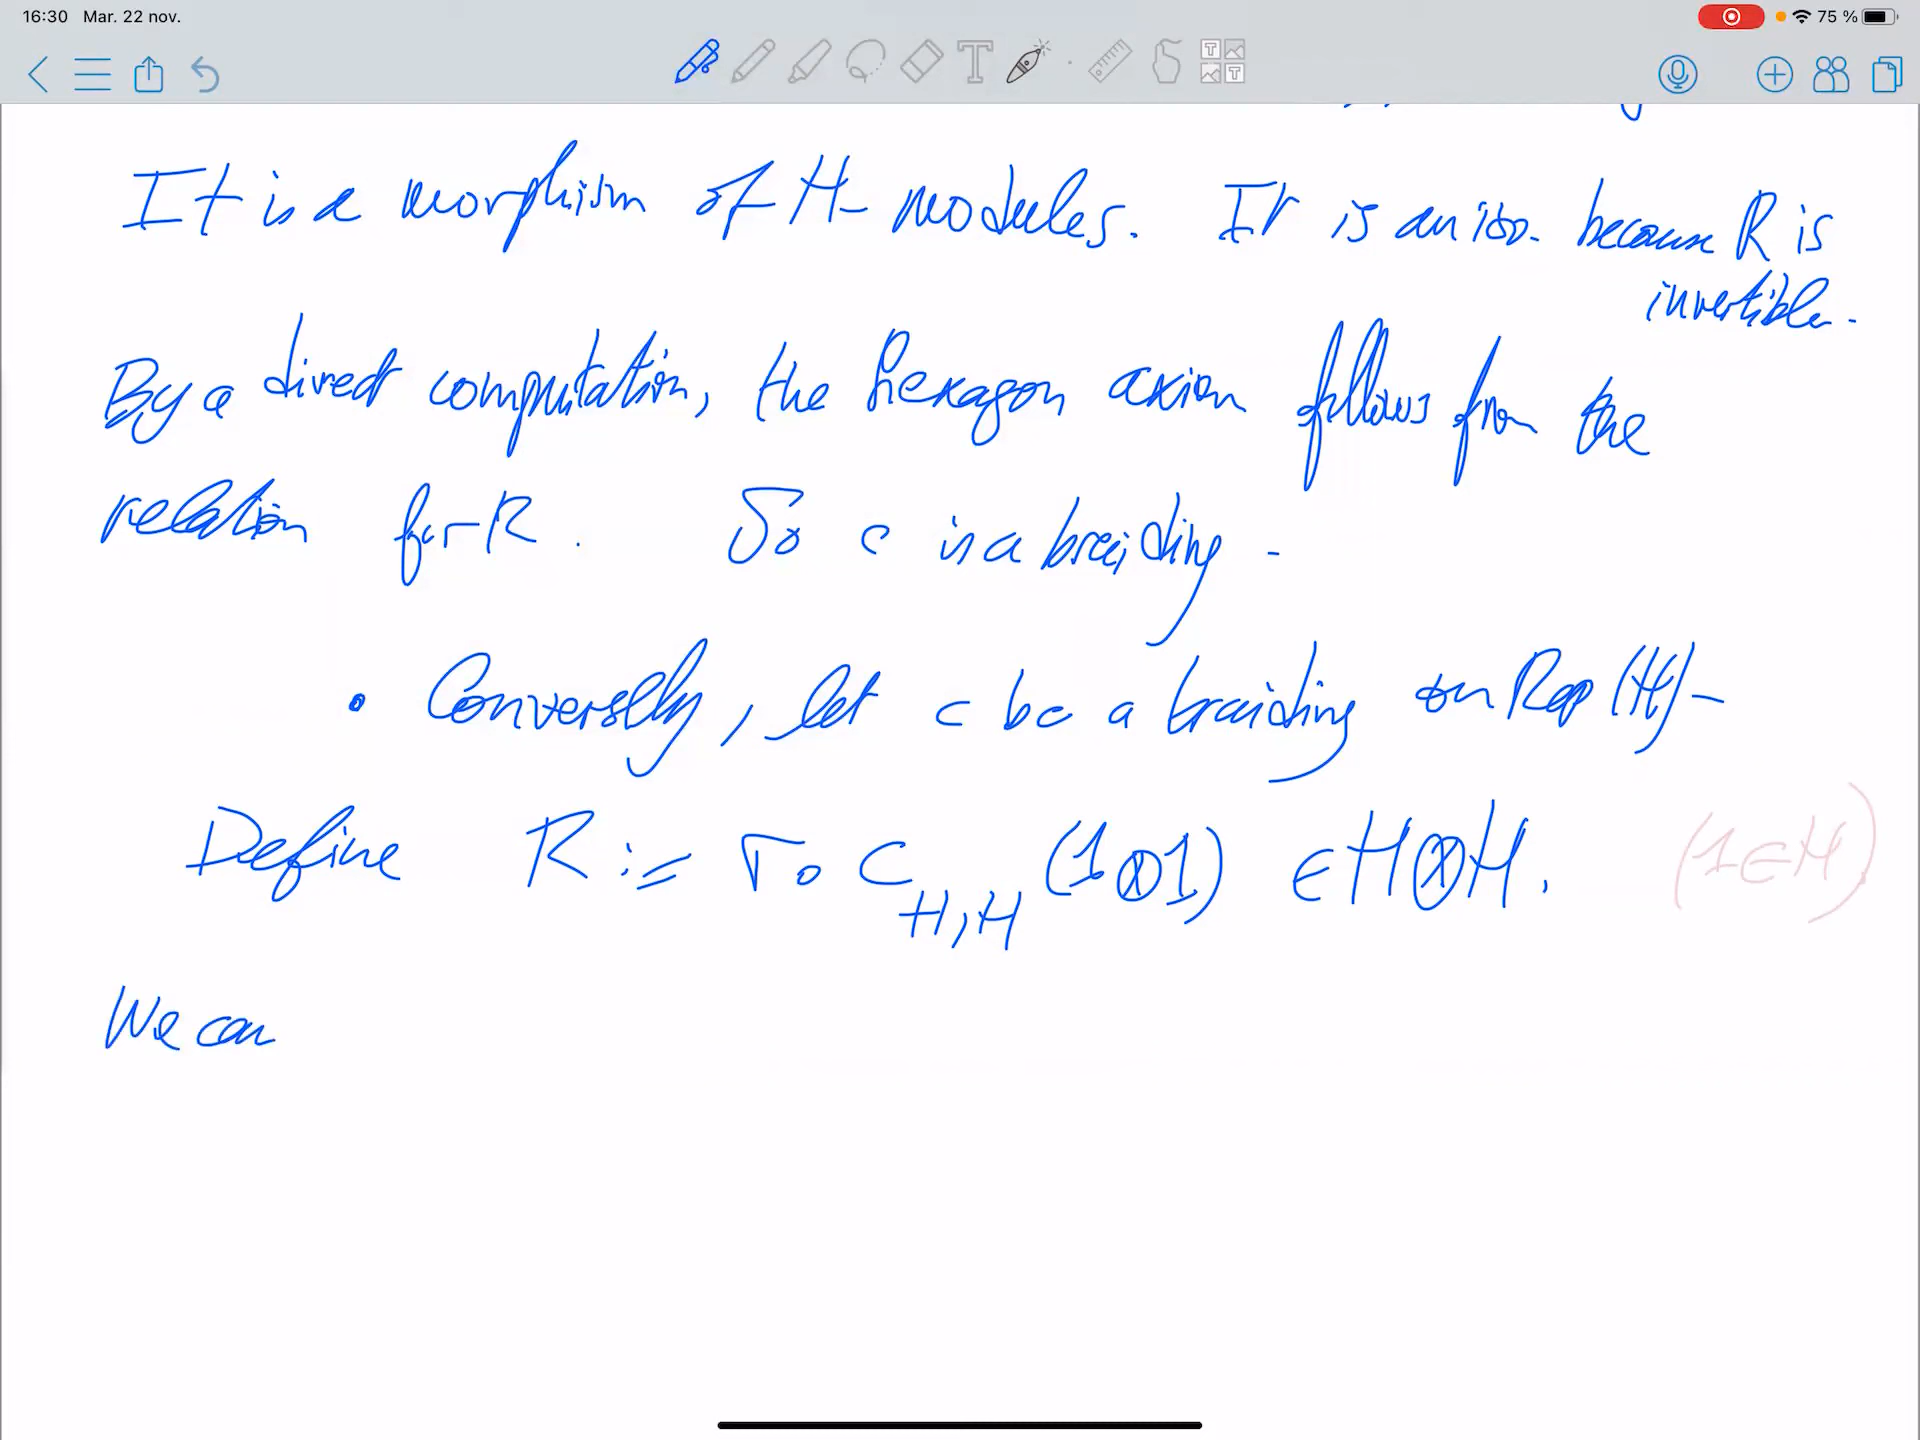 16:30 Mar. 22 nov.
75 %
It is a morphism of H-modules. It is an iso. because R is
invertible.
By a direct computation, the hexagon axiom follows from the
relation for R. So c is a braiding.
• Conversely, let c be a braiding on Rep(H).
Define R := τ∘c_{H,H} (1⊗1) ∈ H⊗H. (1∈H)
We can